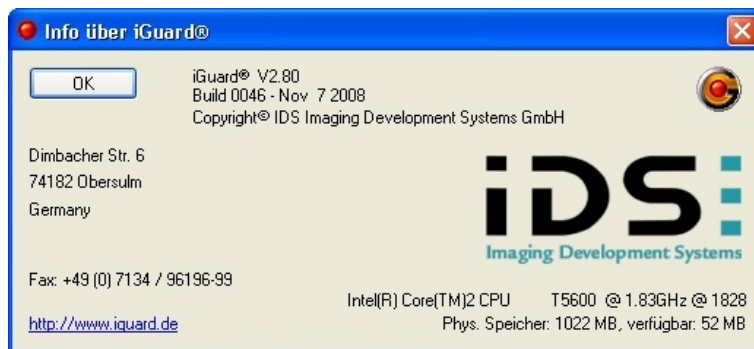 Info über iGuard®
OK
iGuard® V2.80
Build 0046 - Nov 7 2008
Copyright© IDS Imaging Development Systems GmbH
Dimbacher Str. 6
74182 Obersulm
Germany
iDS
Imaging Development Systems
Fax: +49 (0) 7134 / 96196-99
Intel(R) Core(TM)2 CPU T5600 @ 1.83GHz @ 1828
http://www.iguard.de
Phys. Speicher: 1022 MB, verfügbar: 52 MB